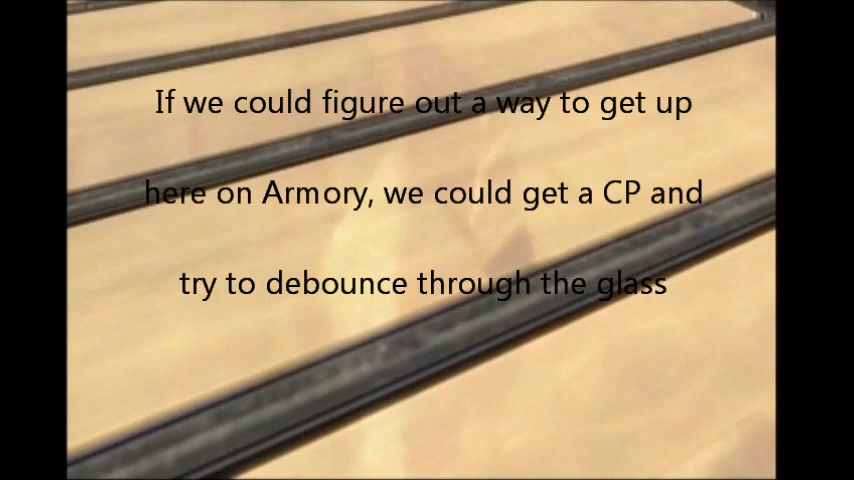 If we could figure out a way to get up
here on Armory, we could get a CP and
try to debounce through the glass